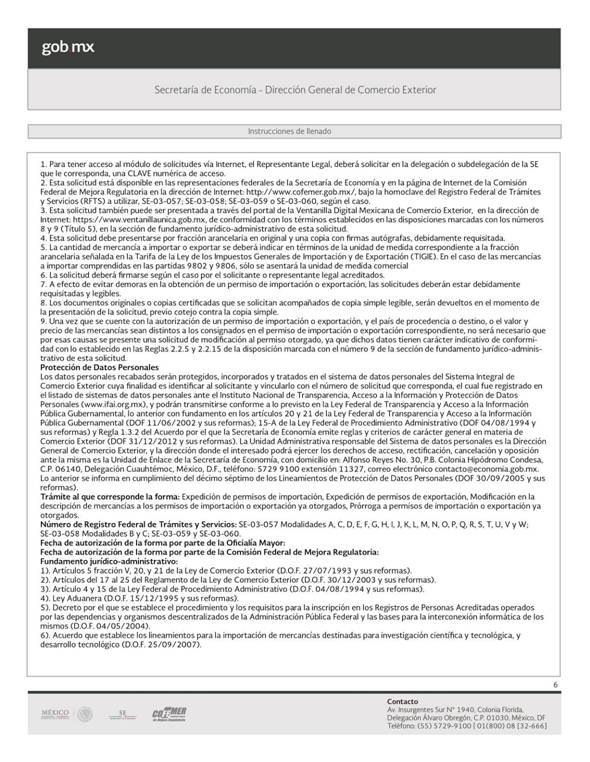 gob.mx
Secretaría de Economía - Dirección General de Comercio Exterior
Instrucciones de llenado
1. Para tener acceso al módulo de solicitudes vía Internet, el Representante Legal, deberá solicitar en la delegación o subdelegación de la SE
que le corresponda, una CLAVE numérica de acceso.
2. Esta solicitud está disponible en las representaciones federales de la Secretaría de Economía y en la página de Internet de la Comisión
Federal de Mejora Regulatoria en la dirección de Internet: http://www.cofemer.gob.mx/, bajo la homoclave del Registro Federal de Trámites
y Servicios (RFTS) a utilizar, SE-03-057; SE-03-058; SE-03-059 o SE-03-060, según el caso.
3. Esta solicitud también puede ser presentada a través del portal de la Ventanilla Digital Mexicana de Comercio Exterior, en la dirección de
Internet: https://www.ventanillaunica.gob.mx, de conformidad con los términos establecidos en las disposiciones marcadas con los números
8 y 9 (Título 5), en la sección de fundamento jurídico-administrativo de esta solicitud.
4. Esta solicitud debe presentarse por fracción arancelaria en original y una copia con firmas autógrafas, debidamente requisitada.
5. La cantidad de mercancía a importar o exportar se deberá indicar en términos de la unidad de medida correspondiente a la fracción
arancelaria señalada en la Tarifa de la Ley de los Impuestos Generales de Importación y de Exportación (TIGIE). En el caso de las mercancías
a importar comprendidas en las partidas 9802 y 9806, sólo se asentará la unidad de medida comercial
6. La solicitud deberá firmarse según el caso por el solicitante o representante legal acreditados.
7. A efecto de evitar demoras en la obtención de un permiso de importación o exportación, las solicitudes deberán estar debidamente
requisitadas y legibles.
8. Los documentos originales o copias certificadas que se solicitan acompañados de copia simple legible, serán devueltos en el momento de
la presentación de la solicitud, previo cotejo contra la copia simple.
9. Una vez que se cuente con la autorización de un permiso de importación o exportación, y el país de procedencia o destino, o el valor y
precio de las mercancías sean distintos a los consignados en el permiso de importación o exportación correspondiente, no será necesario que
por esas causas se presente una solicitud de modificación al permiso otorgado, ya que dichos datos tienen carácter indicativo de conformi-
dad con lo establecido en las Reglas 2.2.5 y 2.2.15 de la disposición marcada con el número 9 de la sección de fundamento jurídico-adminis-
trativo de esta solicitud.
Protección de Datos Personales
Los datos personales recabados serán protegidos, incorporados y tratados en el sistema de datos personales del Sistema Integral de
Comercio Exterior cuya finalidad es identificar al solicitante y vincularlo con el número de solicitud que corresponda, el cual fue registrado en
el listado de sistemas de datos personales ante el Instituto Nacional de Transparencia, Acceso a la Información y Protección de Datos
Personales (www.ifai.org.mx), y podrán transmitirse conforme a lo previsto en la Ley Federal de Transparencia y Acceso a la Información
Pública Gubernamental, lo anterior con fundamento en los artículos 20 y 21 de la Ley Federal de Transparencia y Acceso a la Información
Pública Gubernamental (DOF 11/06/2002 y sus reformas); 15-A de la Ley Federal de Procedimiento Administrativo (DOF 04/08/1994 y
sus reformas) y Regla 1.3.2 del Acuerdo por el que la Secretaría de Economía emite reglas y criterios de carácter general en materia de
Comercio Exterior (DOF 31/12/2012 y sus reformas). La Unidad Administrativa responsable del Sistema de datos personales es la Dirección
General de Comercio Exterior, y la dirección donde el interesado podrá ejercer los derechos de acceso, rectificación, cancelación y oposición
ante la misma es la Unidad de Enlace de la Secretaría de Economía, con domicilio en: Alfonso Reyes No. 30, P.B. Colonia Hipódromo Condesa,
C.P. 06140, Delegación Cuauhtémoc, México, D.F., teléfono: 5729 9100 extensión 11327, correo electrónico contacto@economia.gob.mx.
Lo anterior se informa en cumplimiento del décimo séptimo de los Lineamientos de Protección de Datos Personales (DOF 30/09/2005 y sus
reformas).
Trámite al que corresponde la forma: Expedición de permisos de importación, Expedición de permisos de exportación, Modificación en la
descripción de mercancías a los permisos de importación o exportación ya otorgados, Prórroga a permisos de importación o exportación ya
otorgados.
Número de Registro Federal de Trámites y Servicios: SE-03-057 Modalidades A, C, D, E, F, G, H, I, J, K, L, M, N, O, P, Q, R, S, T, U, V y W;
SE-03-058 Modalidades B y C; SE-03-059 y SE-03-060.
Fecha de autorización de la forma por parte de la Oficialía Mayor:
Fecha de autorización de la forma por parte de la Comisión Federal de Mejora Regulatoria:
Fundamento jurídico-administrativo:
1). Artículos 5 fracción V, 20, y 21 de la Ley de Comercio Exterior (D.O.F. 27/07/1993 y sus reformas).
2). Artículos del 17 al 25 del Reglamento de la Ley de Comercio Exterior (D.O.F. 30/12/2003 y sus reformas).
3). Artículo 4 y 15 de la Ley Federal de Procedimiento Administrativo (D.O.F. 04/08/1994 y sus reformas).
4). Ley Aduanera (D.O.F. 15/12/1995 y sus reformas).
5). Decreto por el que se establece el procedimiento y los requisitos para la inscripción en los Registros de Personas Acreditadas operados
por las dependencias y organismos descentralizados de la Administración Pública Federal y las bases para la interconexión informática de los
mismos (D.O.F. 04/05/2004).
6). Acuerdo que establece los lineamientos para la importación de mercancías destinadas para investigación científica y tecnológica, y
desarrollo tecnológico (D.O.F. 25/09/2007).
6
MÉXICO
SE
COFEMER
Contacto
Av. Insurgentes Sur N° 1940, Colonia Florida,
Delegación Álvaro Obregón, C.P. 01030, México, DF
Teléfono: (55) 5729-9100 | 01(800) 08 [32-666]